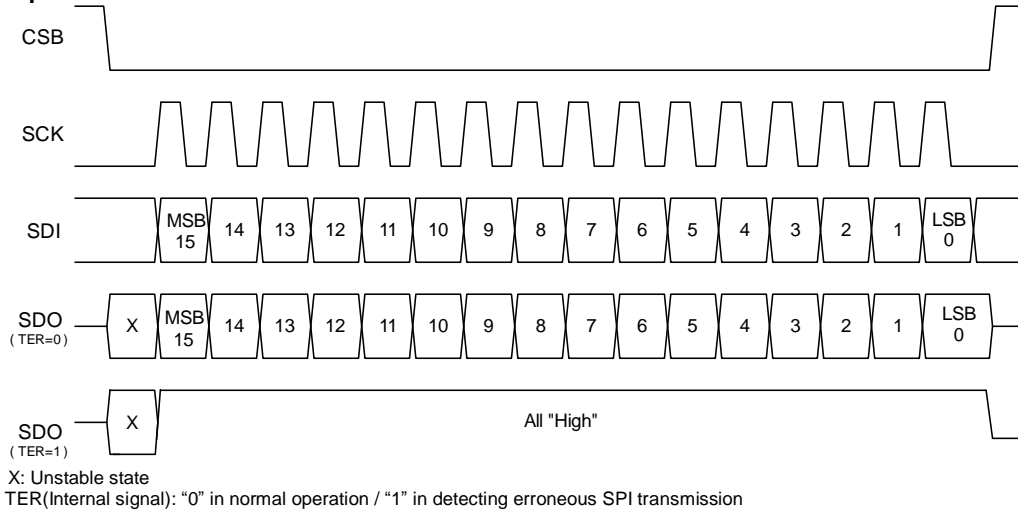 CSB
SCK
SDI
MSB 15 14 13 12 11 10 9 8 7 6 5 4 3 2 1 LSB 0
SDO
( TER=0 )
X MSB 15 14 13 12 11 10 9 8 7 6 5 4 3 2 1 LSB 0
SDO
( TER=1 )
X All "High"
X: Unstable state
TER(Internal signal): “0” in normal operation / “1” in detecting erroneous SPI transmission